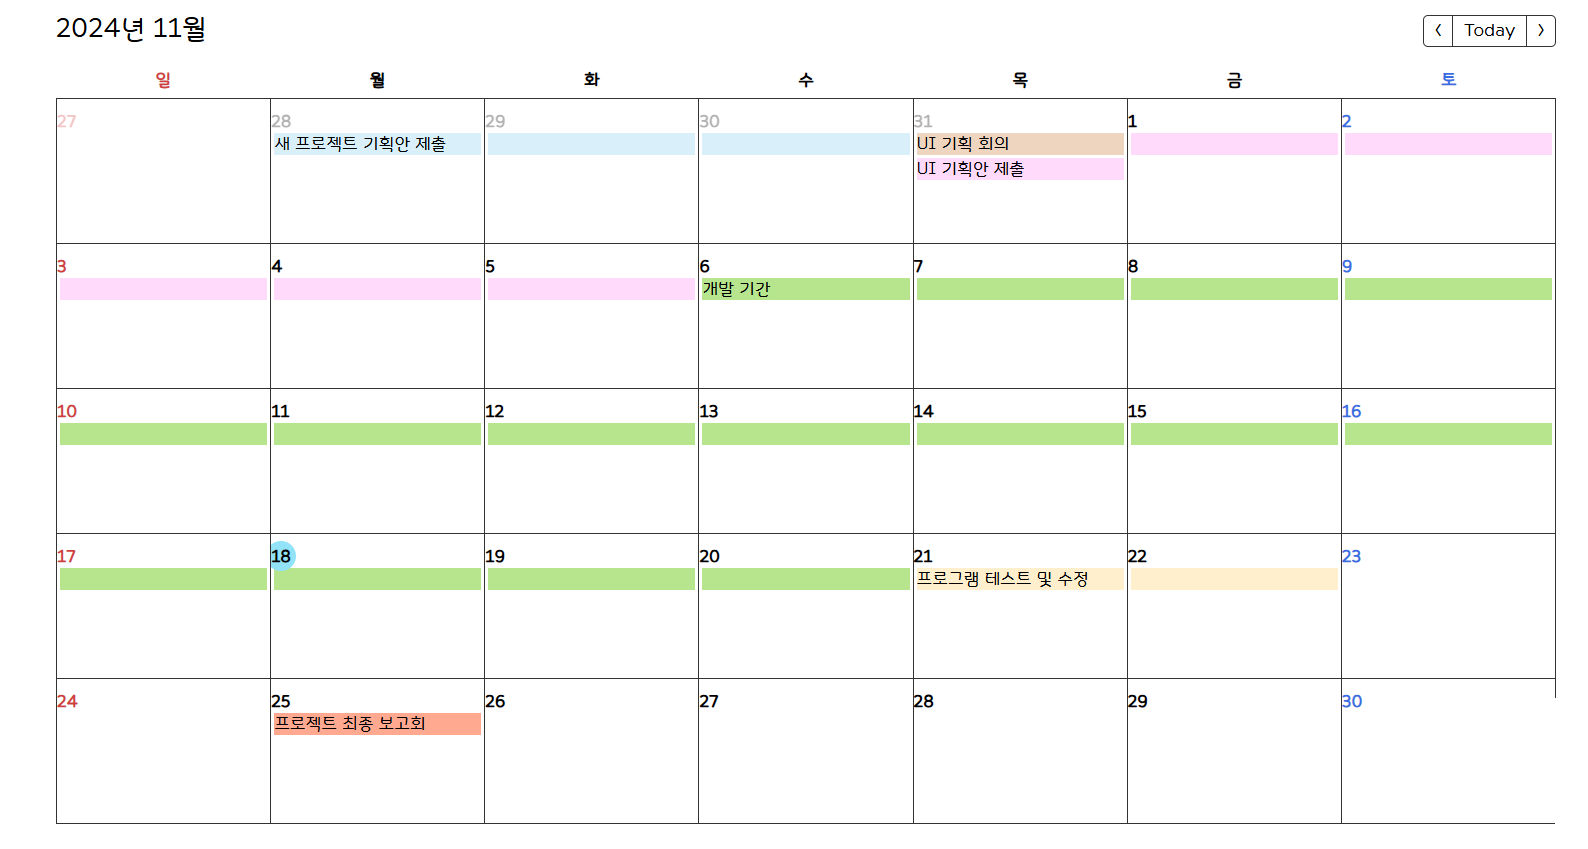 2024년 11월
< Today >
일 월 화 수 목 금 토
27 28 29 30 31 1 2
새 프로젝트 기획안 제출 UI 기획 회의
UI 기획안 제출
3 4 5 6 7 8 9
개발 기간
10 11 12 13 14 15 16
17 18 19 20 21 22 23
프로그램 테스트 및 수정
24 25 26 27 28 29 30
프로젝트 최종 보고회